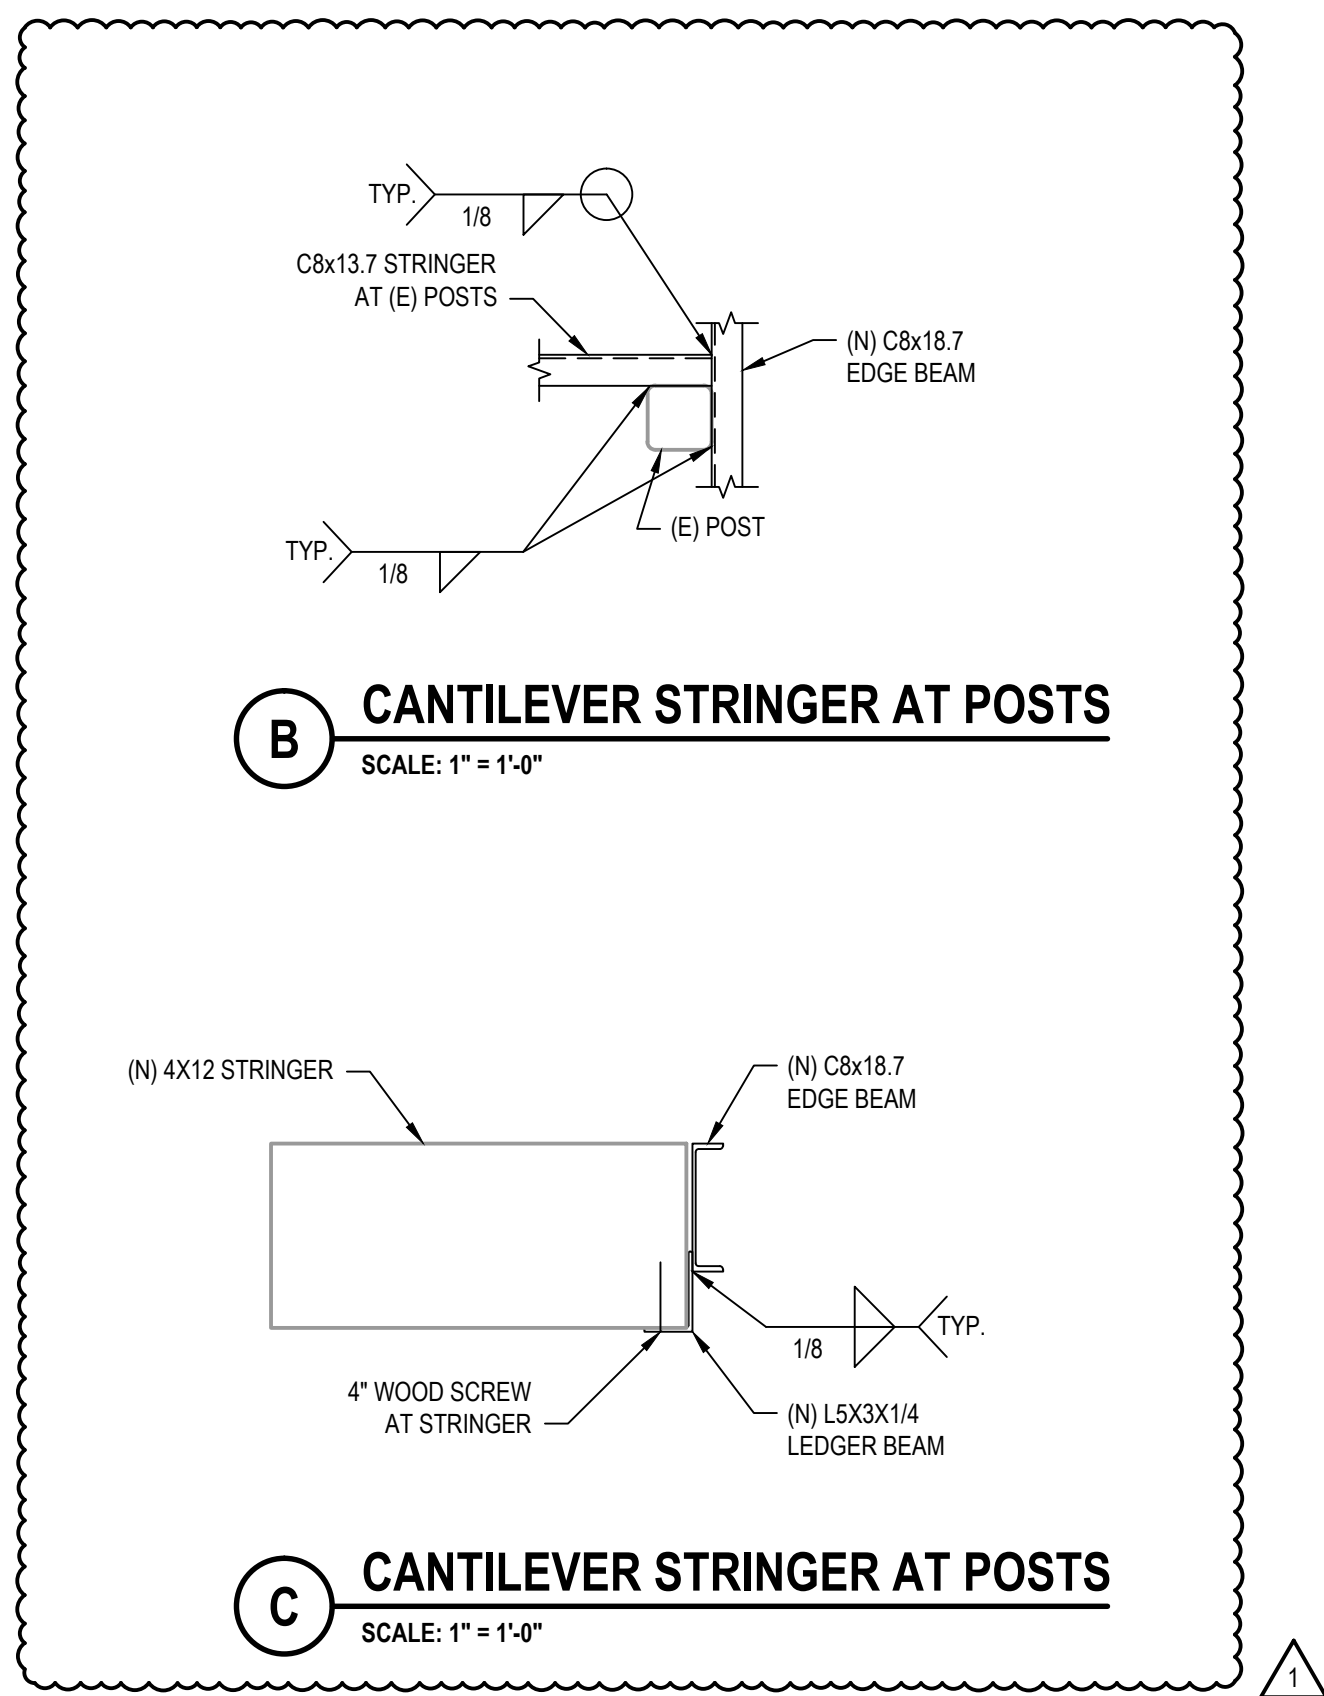 TYP.
1/8
C8x13.7 STRINGER
AT (E) POSTS
(N) C8x18.7
EDGE BEAM
(E) POST
TYP.
1/8
B
CANTILEVER STRINGER AT POSTS
SCALE: 1" = 1'-0"
(N) 4X12 STRINGER
(N) C8x18.7
EDGE BEAM
TYP.
1/8
4" WOOD SCREW
AT STRINGER
(N) L5X3X1/4
LEDGER BEAM
C
CANTILEVER STRINGER AT POSTS
SCALE: 1" = 1'-0"
1